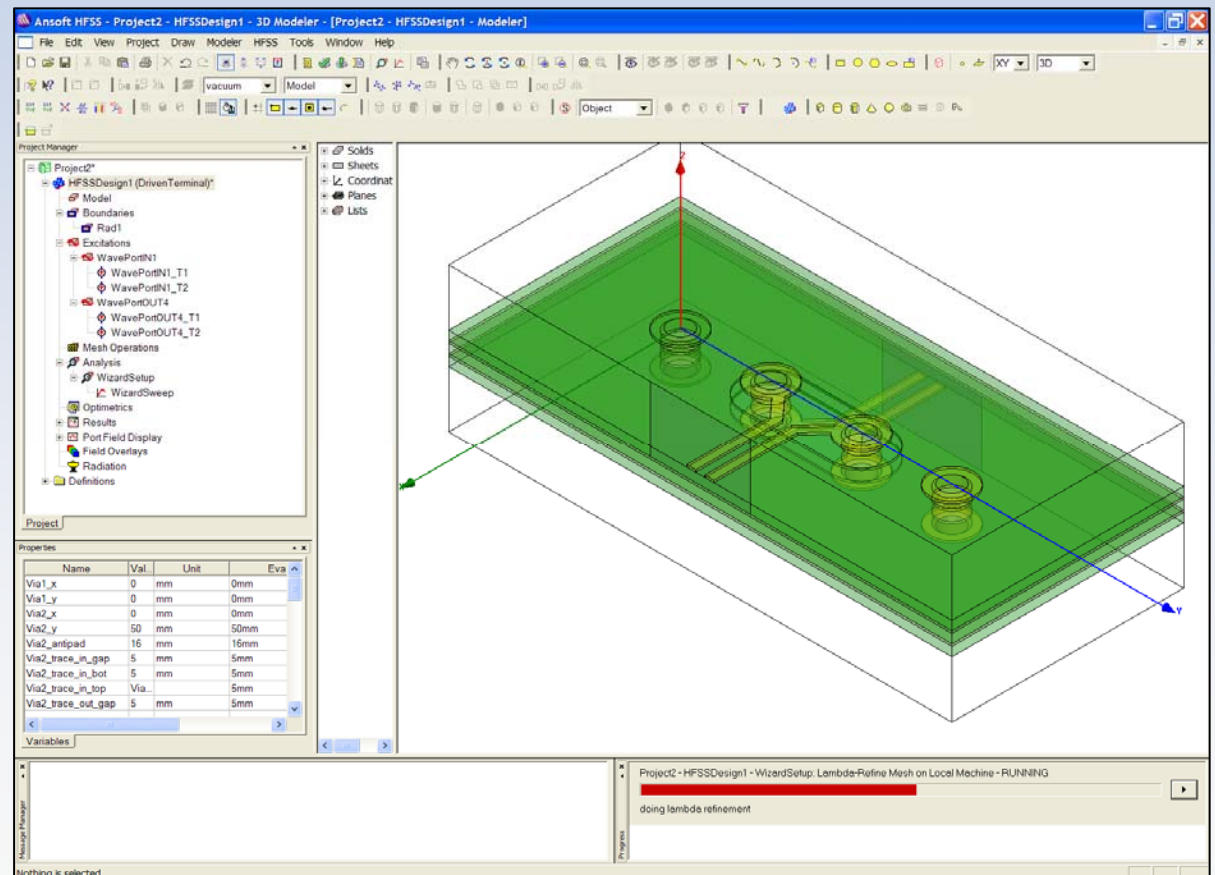 Ansoft HFSS - Project2 - HFSSDesign1 - 3D Modeler - [Project2 - HFSSDesign1 - Modeler]
File Edit View Project Draw Modeler HFSS Tools Window Help
XY 3D
vacuum Model
Object
Project Manager
Project2*
HFSSDesign1 (DrivenTerminal)*
Model
Boundaries
Rad1
Excitations
WavePortIN1
WavePortIN1_T1
WavePortIN1_T2
WavePortOUT4
WavePortOUT4_T1
WavePortOUT4_T2
Mesh Operations
Analysis
WizardSetup
WizardSweep
Optimetrics
Results
Port Field Display
Field Overlays
Radiation
Definitions
Project
Solids
Sheets
Coordinat
Planes
Lists
Z
X
Y
Properties
Name Val... Unit Eva
Via1_x 0 mm 0mm
Via1_y 0 mm 0mm
Via2_x 0 mm 0mm
Via2_y 50 mm 50mm
Via2_antipad 16 mm 16mm
Via2_trace_in_gap 5 mm 5mm
Via2_trace_in_bot 5 mm 5mm
Via2_trace_in_top Via... 5mm
Via2_trace_out_gap 5 mm 5mm
Variables
Message Manager
Progress
Project2 - HFSSDesign1 - WizardSetup: Lambda-Refine Mesh on Local Machine - RUNNING
doing lambda refinement
Nothing is selected